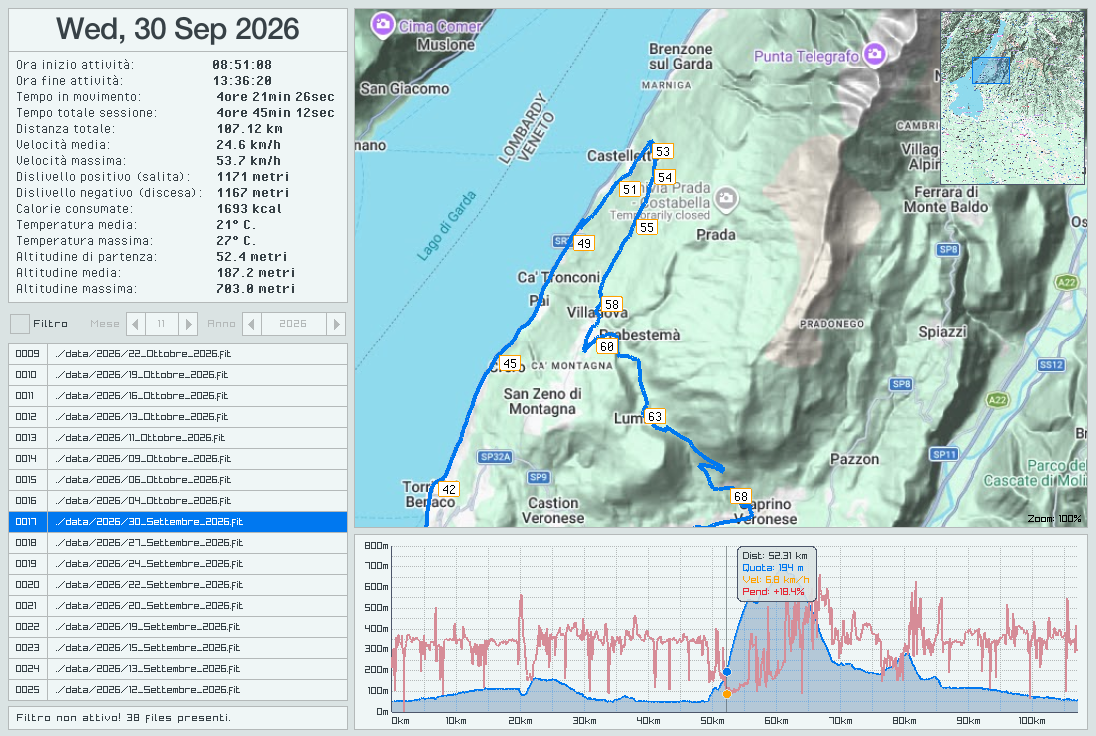 Wed, 30 Sep 2026
Ora inizio attività: 08:51:08
Ora fine attività: 13:36:20
Tempo in movimento: 4ore 21min 26sec
Tempo totale sessione: 4ore 45min 12sec
Distanza totale: 107.12 km
Velocità media: 24.6 km/h
Velocità massima: 53.7 km/h
Dislivello positivo (salita): 1171 metri
Dislivello negativo (discesa): 1167 metri
Calorie consumate: 1693 kcal
Temperatura media: 21° C.
Temperatura massima: 27° C.
Altitudine di partenza: 52.4 metri
Altitudine media: 187.2 metri
Altitudine massima: 703.0 metri
Filtro Mese 11 Anno 2026
0009 ./data/2026/22_Ottobre_2026.fit
0010 ./data/2026/19_Ottobre_2026.fit
0011 ./data/2026/16_Ottobre_2026.fit
0012 ./data/2026/13_Ottobre_2026.fit
0013 ./data/2026/11_Ottobre_2026.fit
0014 ./data/2026/09_Ottobre_2026.fit
0015 ./data/2026/06_Ottobre_2026.fit
0016 ./data/2026/04_Ottobre_2026.fit
0017 ./data/2026/30_Settembre_2026.fit
0018 ./data/2026/27_Settembre_2026.fit
0019 ./data/2026/24_Settembre_2026.fit
0020 ./data/2026/22_Settembre_2026.fit
0021 ./data/2026/20_Settembre_2026.fit
0022 ./data/2026/19_Settembre_2026.fit
0023 ./data/2026/15_Settembre_2026.fit
0024 ./data/2026/13_Settembre_2026.fit
0025 ./data/2026/12_Settembre_2026.fit
Filtro non attivo! 38 files presenti.
Cima Comer
Muslone
Brenzone
sul Garda
Punta Telegrafo
San Giacomo
MARNIGA
LOMBARDY
VENETO
Lago di Garda
53
54
51
Prada
Costabella
Temporarily closed
55
Ferrara di
Monte Baldo
Prada
49
SP8
Ca' Tronconi
Pai
A22
58
60
PRADONEGO
Spiazzi
45
CA' MONTAGNA
SS12
San Zeno di
Montagna
SP8
A22
63
SP32A
SP9
Pazzon
SP11
42
68
Castion
Veronese
Caprino
Veronese
Zoom: 100%
800m
700m
600m
500m
400m
300m
200m
100m
0m
Dist: 52.31 km
Quota: 194 m
Vel: 6.8 km/h
Pend: +18.4%
0km 10km 20km 30km 40km 50km 60km 70km 80km 90km 100km